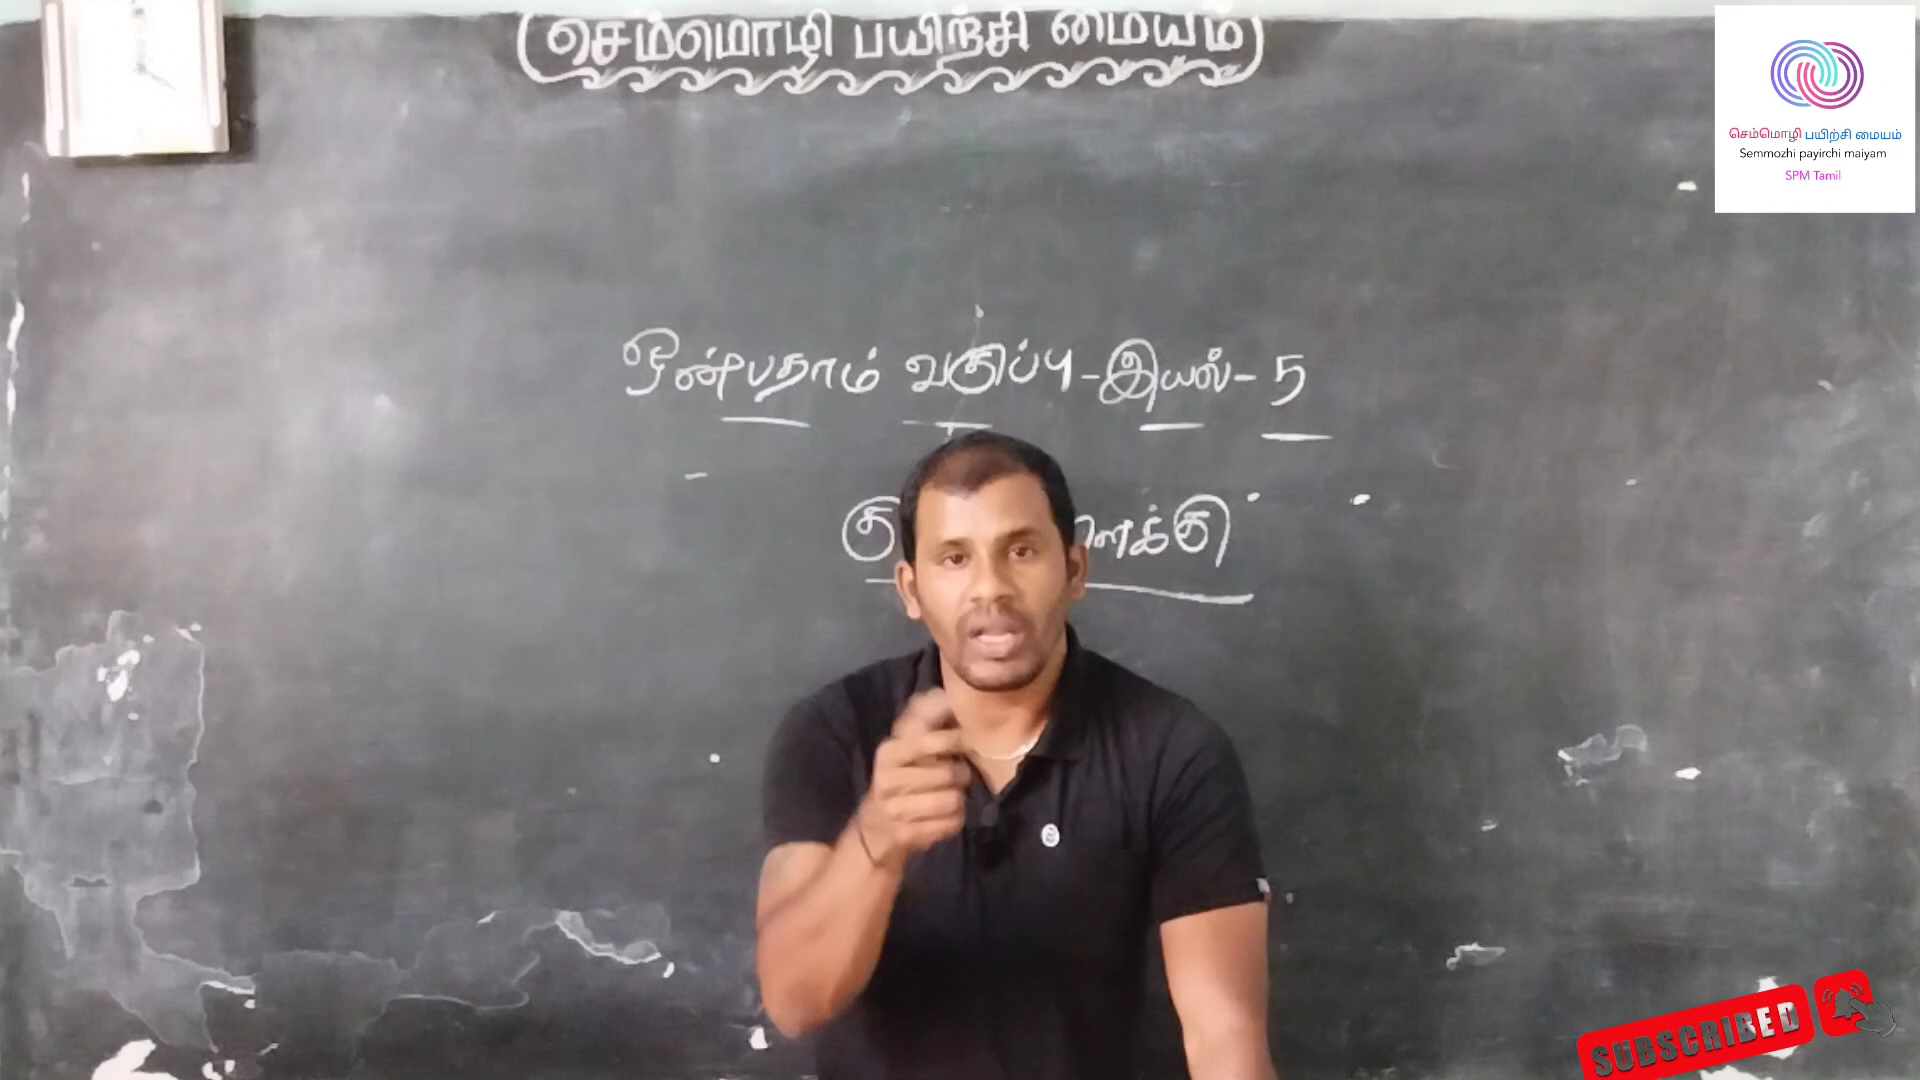 (செம்மொழி பயிற்சி மையம்)
செம்மொழி பயிற்சி மையம்
Semmozhi payirchi maiyam
SPM Tamil
ஒன்பதாம் வகுப்பு - இயல் - 5
SUBSCRIBED